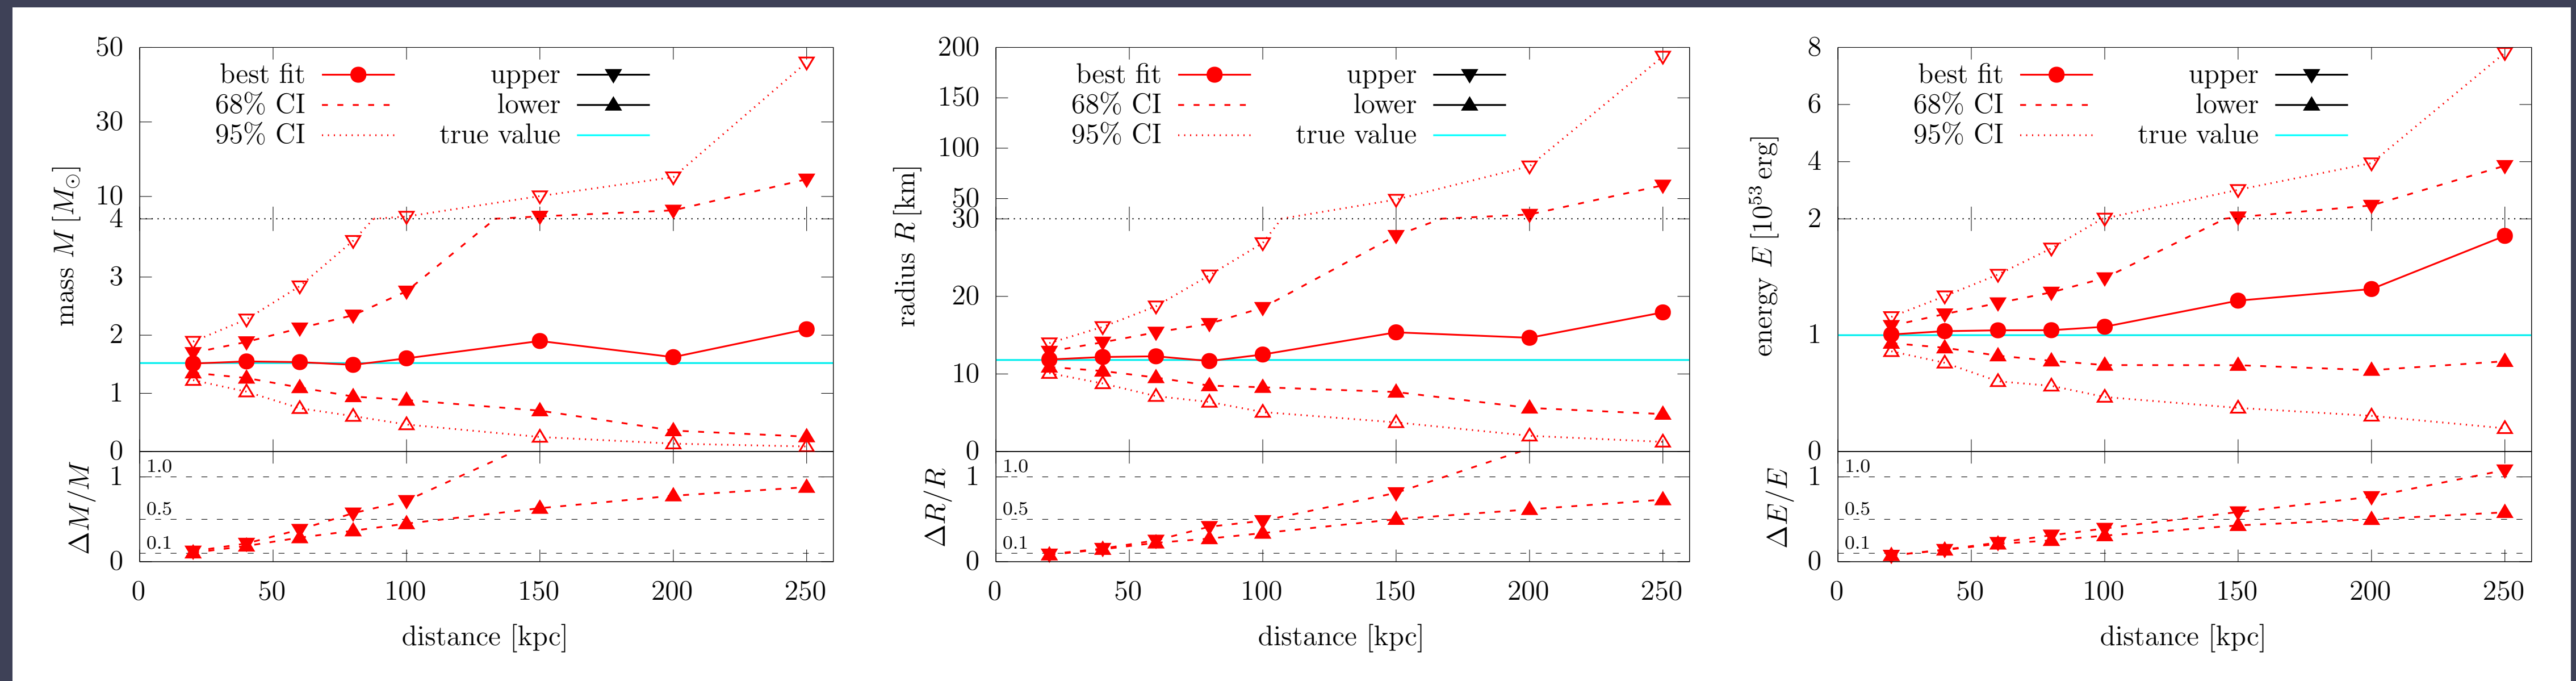 50
30
10
4
3
2
1
0
mass M [M⊙]
best fit
68% CI
95% CI
upper
lower
true value
1
0
ΔM/M
1.0
0.5
0.1
0 50 100 150 200 250
distance [kpc]
200
150
100
50
30
20
10
0
radius R [km]
best fit
68% CI
95% CI
upper
lower
true value
1
0
ΔR/R
1.0
0.5
0.1
0 50 100 150 200 250
distance [kpc]
8
6
4
2
1
0
energy E [10⁵³ erg]
best fit
68% CI
95% CI
upper
lower
true value
1
0
ΔE/E
1.0
0.5
0.1
0 50 100 150 200 250
distance [kpc]